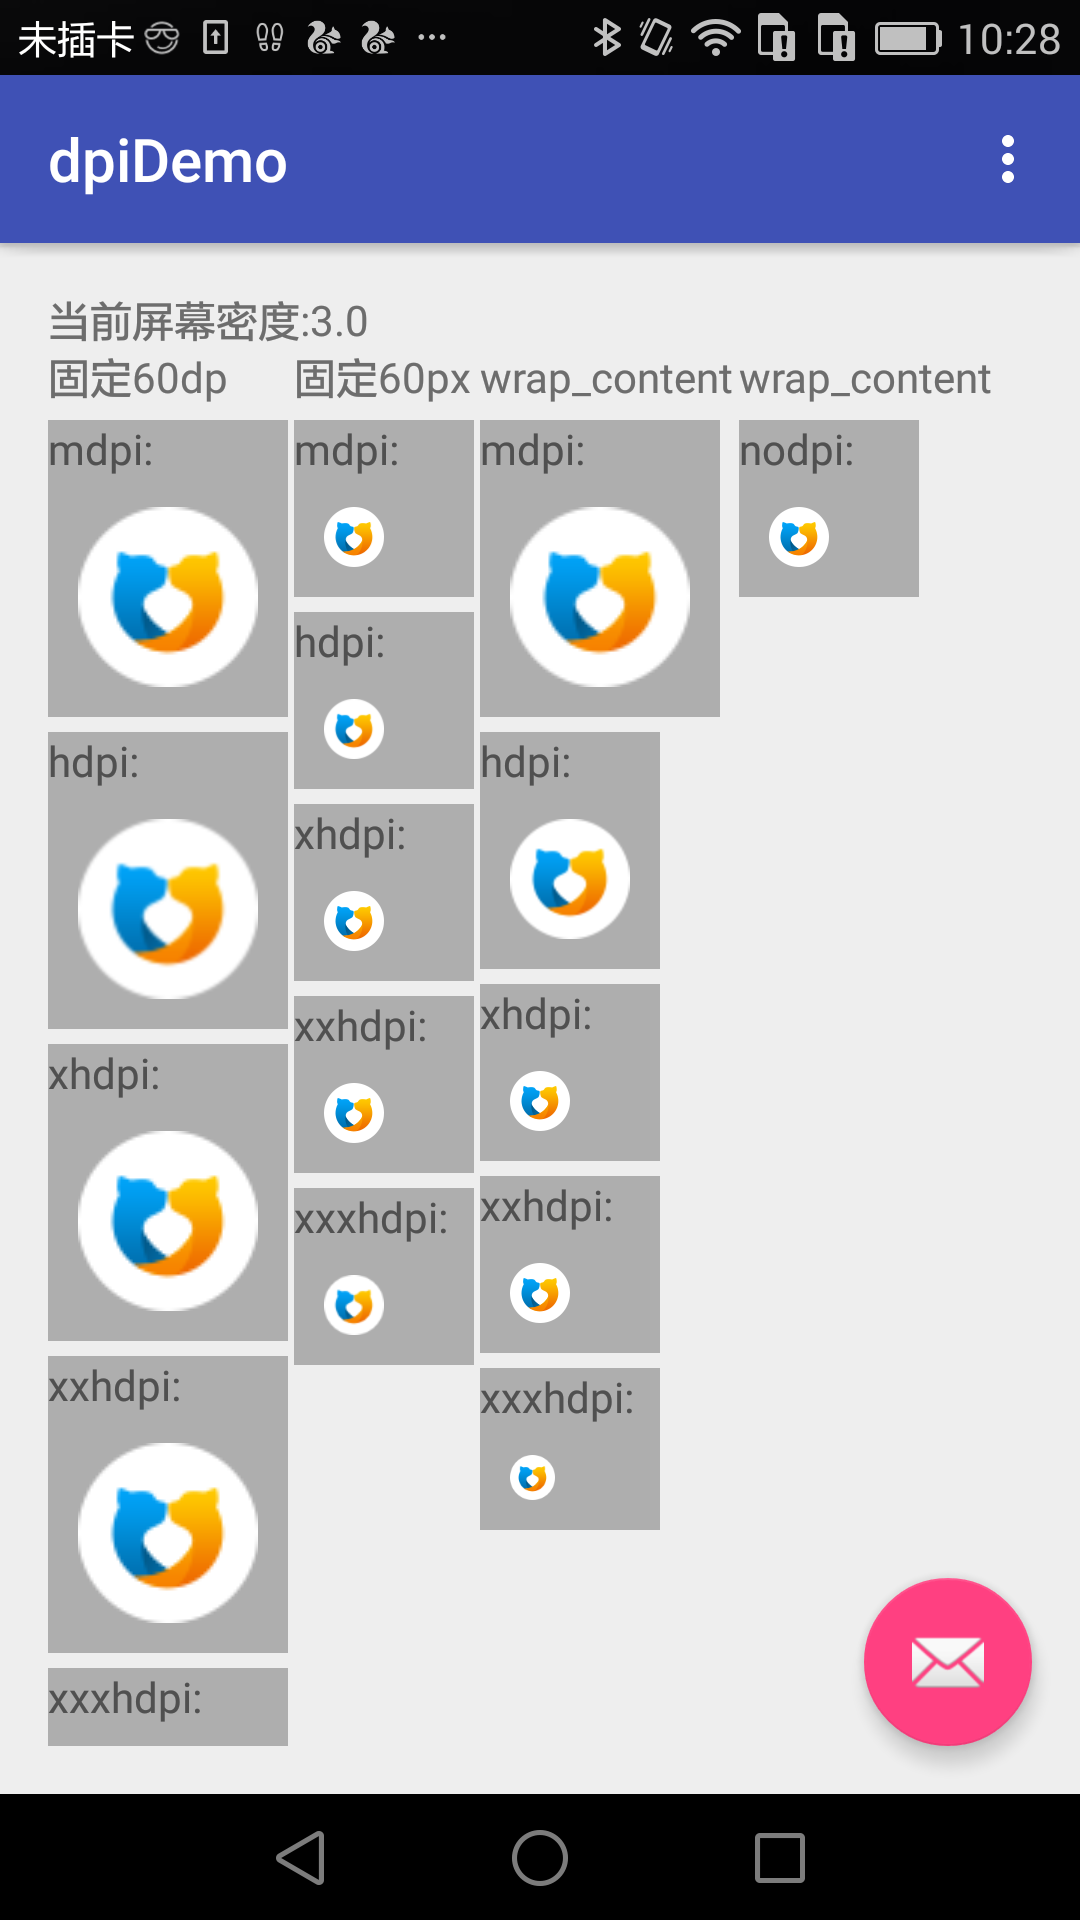 未插卡 10:28
dpiDemo
当前屏幕密度:3.0
固定60dp 固定60px wrap_content wrap_content
mdpi: mdpi: mdpi: nodpi:
hdpi:
hdpi: hdpi:
xhdpi:
xhdpi:
xxhdpi:
xhdpi:
xxxhdpi: xxhdpi:
xxhdpi: xxxhdpi:
xxxhdpi: